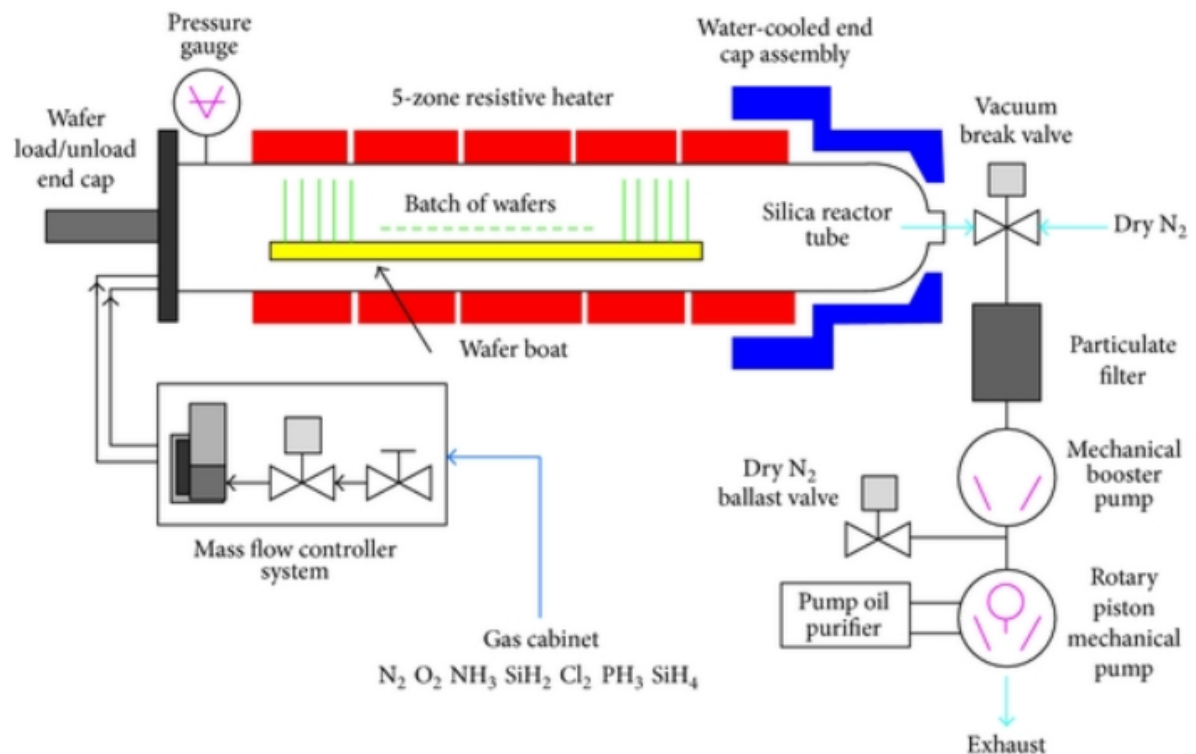 Pressure
gauge
Water-cooled end
cap assembly
5-zone resistive heater
Vacuum
break valve
Wafer
load/unload
end cap
Batch of wafers
Silica reactor
tube
Dry N₂
Wafer boat
Particulate
filter
Mass flow controller
system
Dry N₂
ballast valve
Mechanical
booster
pump
Pump oil
purifier
Rotary
piston
mechanical
pump
Gas cabinet
N₂ O₂ NH₃ SiH₂ Cl₂ PH₃ SiH₄
Exhaust